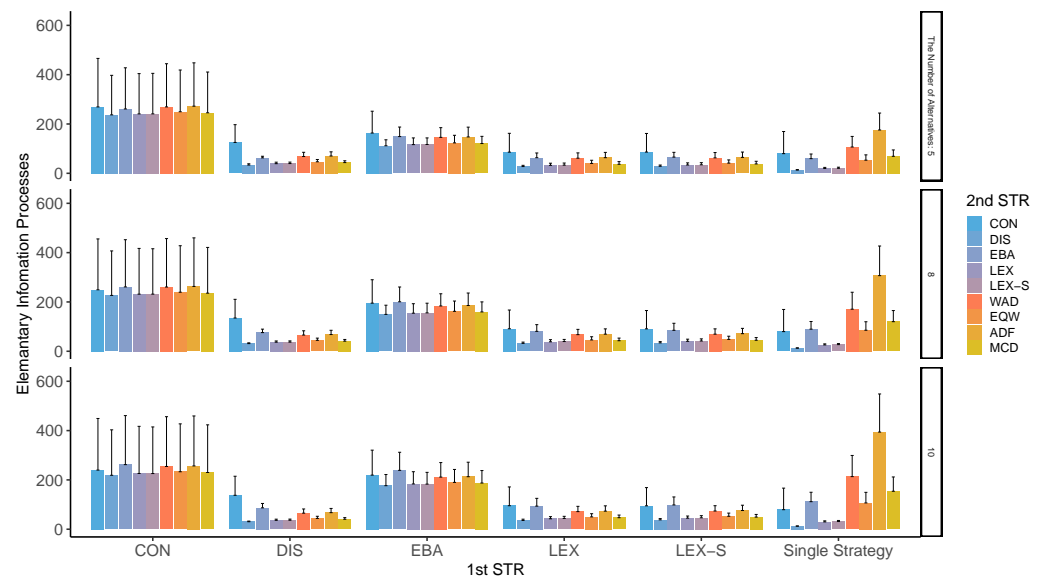 600
400
200
0
The Number of Alternatives: 5
600
400
200
0
8
600
400
200
0
10
Elemantary Infomation Processes
CON
DIS
EBA
LEX
LEX−S
Single Strategy
1st STR
2nd STR
CON
DIS
EBA
LEX
LEX−S
WAD
EQW
ADF
MCD